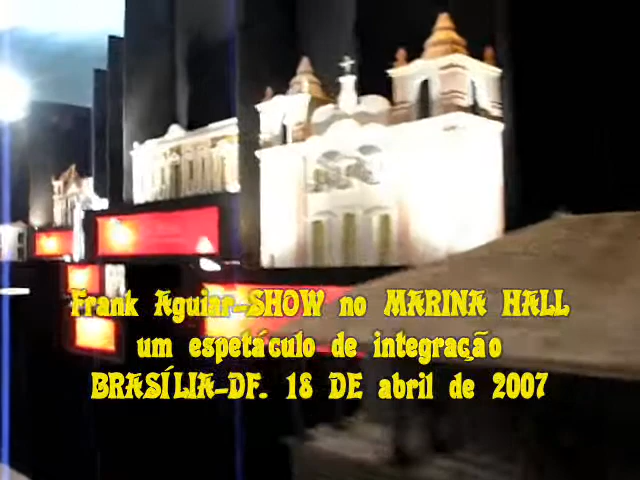 Frank Aguiar-SHOW no MARINA HALL
um espetáculo de integração
BRASÍLIA-DF. 18 DE abril de 2007